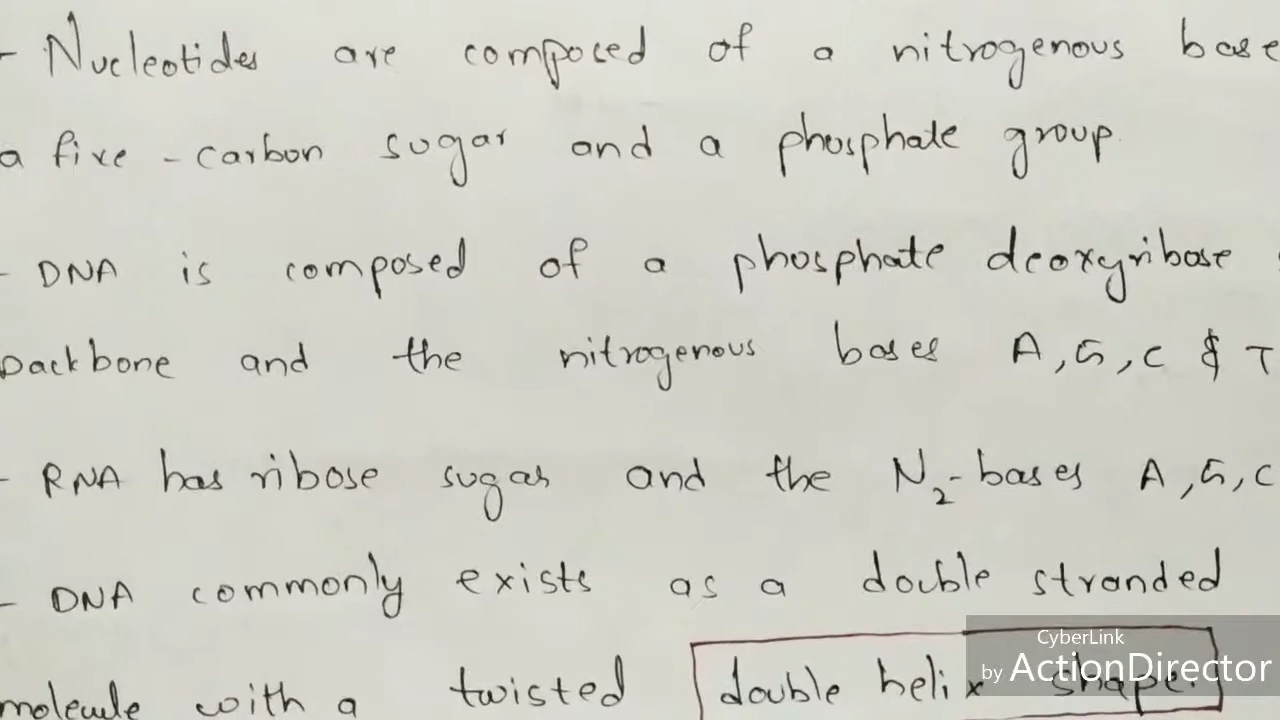 - Nucleotides are composed of a nitrogenous base
a five - carbon sugar and a phosphate group.
- DNA is composed of a phosphate deoxyribose
backbone and the nitrogenous bases A, G, C & T
- RNA has ribose sugar and the N₂-bases A, G, C
- DNA commonly exists as a double stranded
molecule with a twisted double helix shape.
CyberLink
by ActionDirector